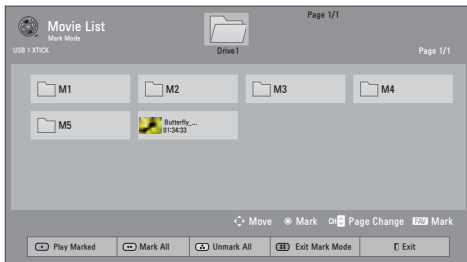 Movie List
Mark Mode
USB 1 XTICK
Drive1
Page 1/1
Page 1/1
M1
M2
M3
M4
M5
Butterfly_...
01:34:33
Move
Mark
CH Page Change
FAV Mark
Play Marked
Mark All
Unmark All
Exit Mark Mode
Exit